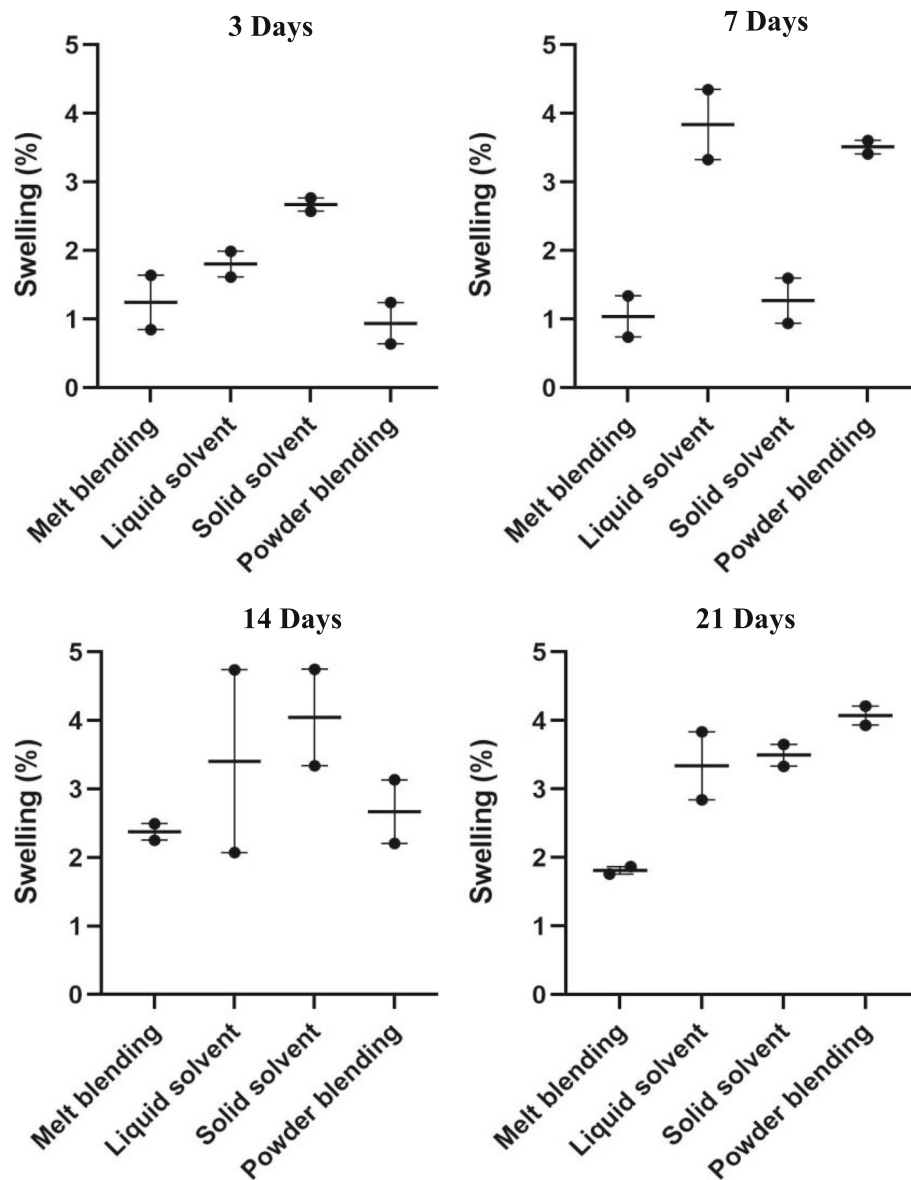 3 Days
Swelling (%)
5
4
3
2
1
0
Melt blending
Liquid solvent
Solid solvent
Powder blending
7 Days
Swelling (%)
5
4
3
2
1
0
Melt blending
Liquid solvent
Solid solvent
Powder blending
14 Days
Swelling (%)
5
4
3
2
1
0
Melt blending
Liquid solvent
Solid solvent
Powder blending
21 Days
Swelling (%)
5
4
3
2
1
0
Melt blending
Liquid solvent
Solid solvent
Powder blending